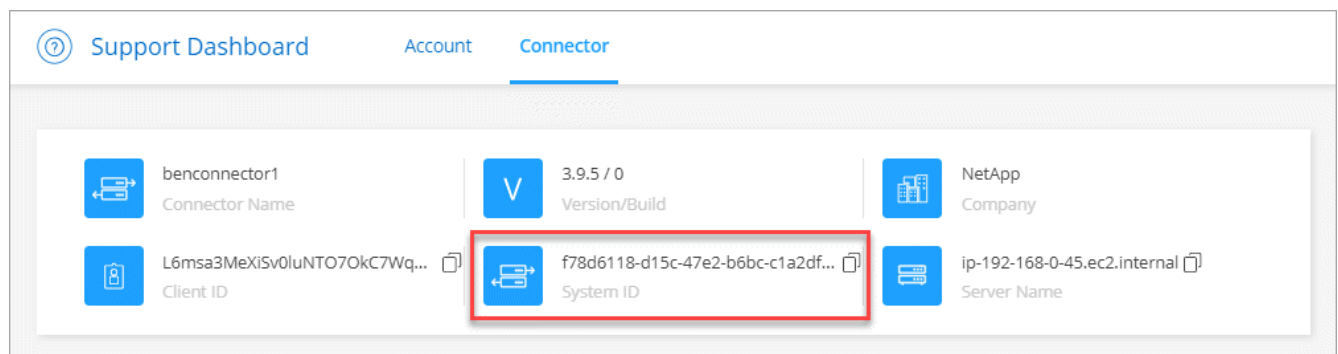 Support Dashboard Account Connector
benconnector1 3.9.5 / 0 NetApp
Connector Name V Version/Build Company
L6msa3MeXiSv0luNTO7OkC7Wq... f78d6118-d15c-47e2-b6bc-c1a2df... ip-192-168-0-45.ec2.internal
Client ID System ID Server Name